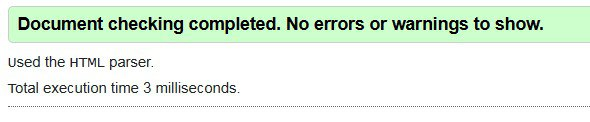 Document checking completed. No errors or warnings to show.
Used the HTML parser.
Total execution time 3 milliseconds.